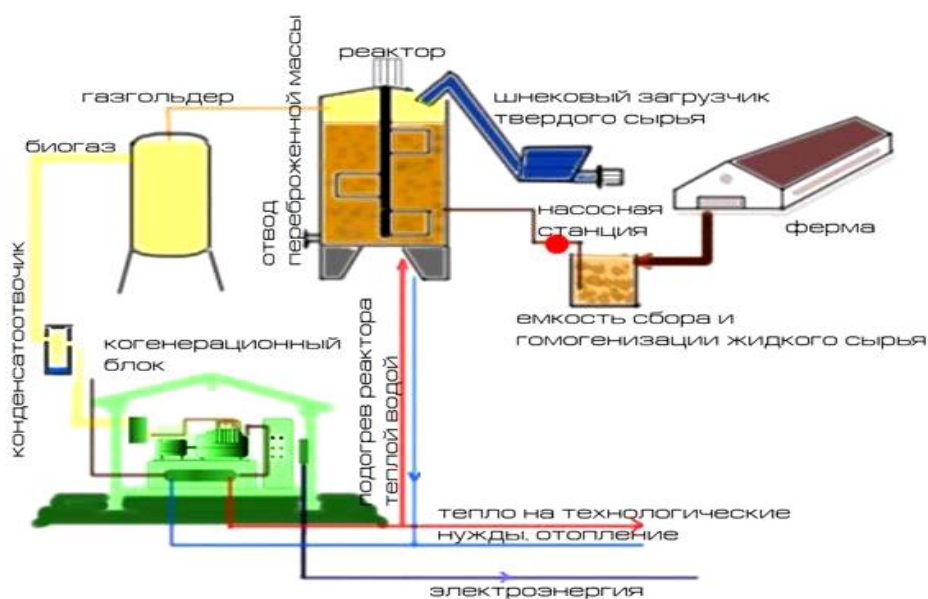 реактор
газгольдер
биогаз
отвод
переброженной массы
шнековый загрузчик
твердого сырья
насосная
станция
ферма
емкость сбора и
гомогенизации жидкого сырья
конденсатоотвочик
когенерационный
блок
подогрев реактора
теплой водой
тепло на технологические
нужды, отопление
электроэнергия